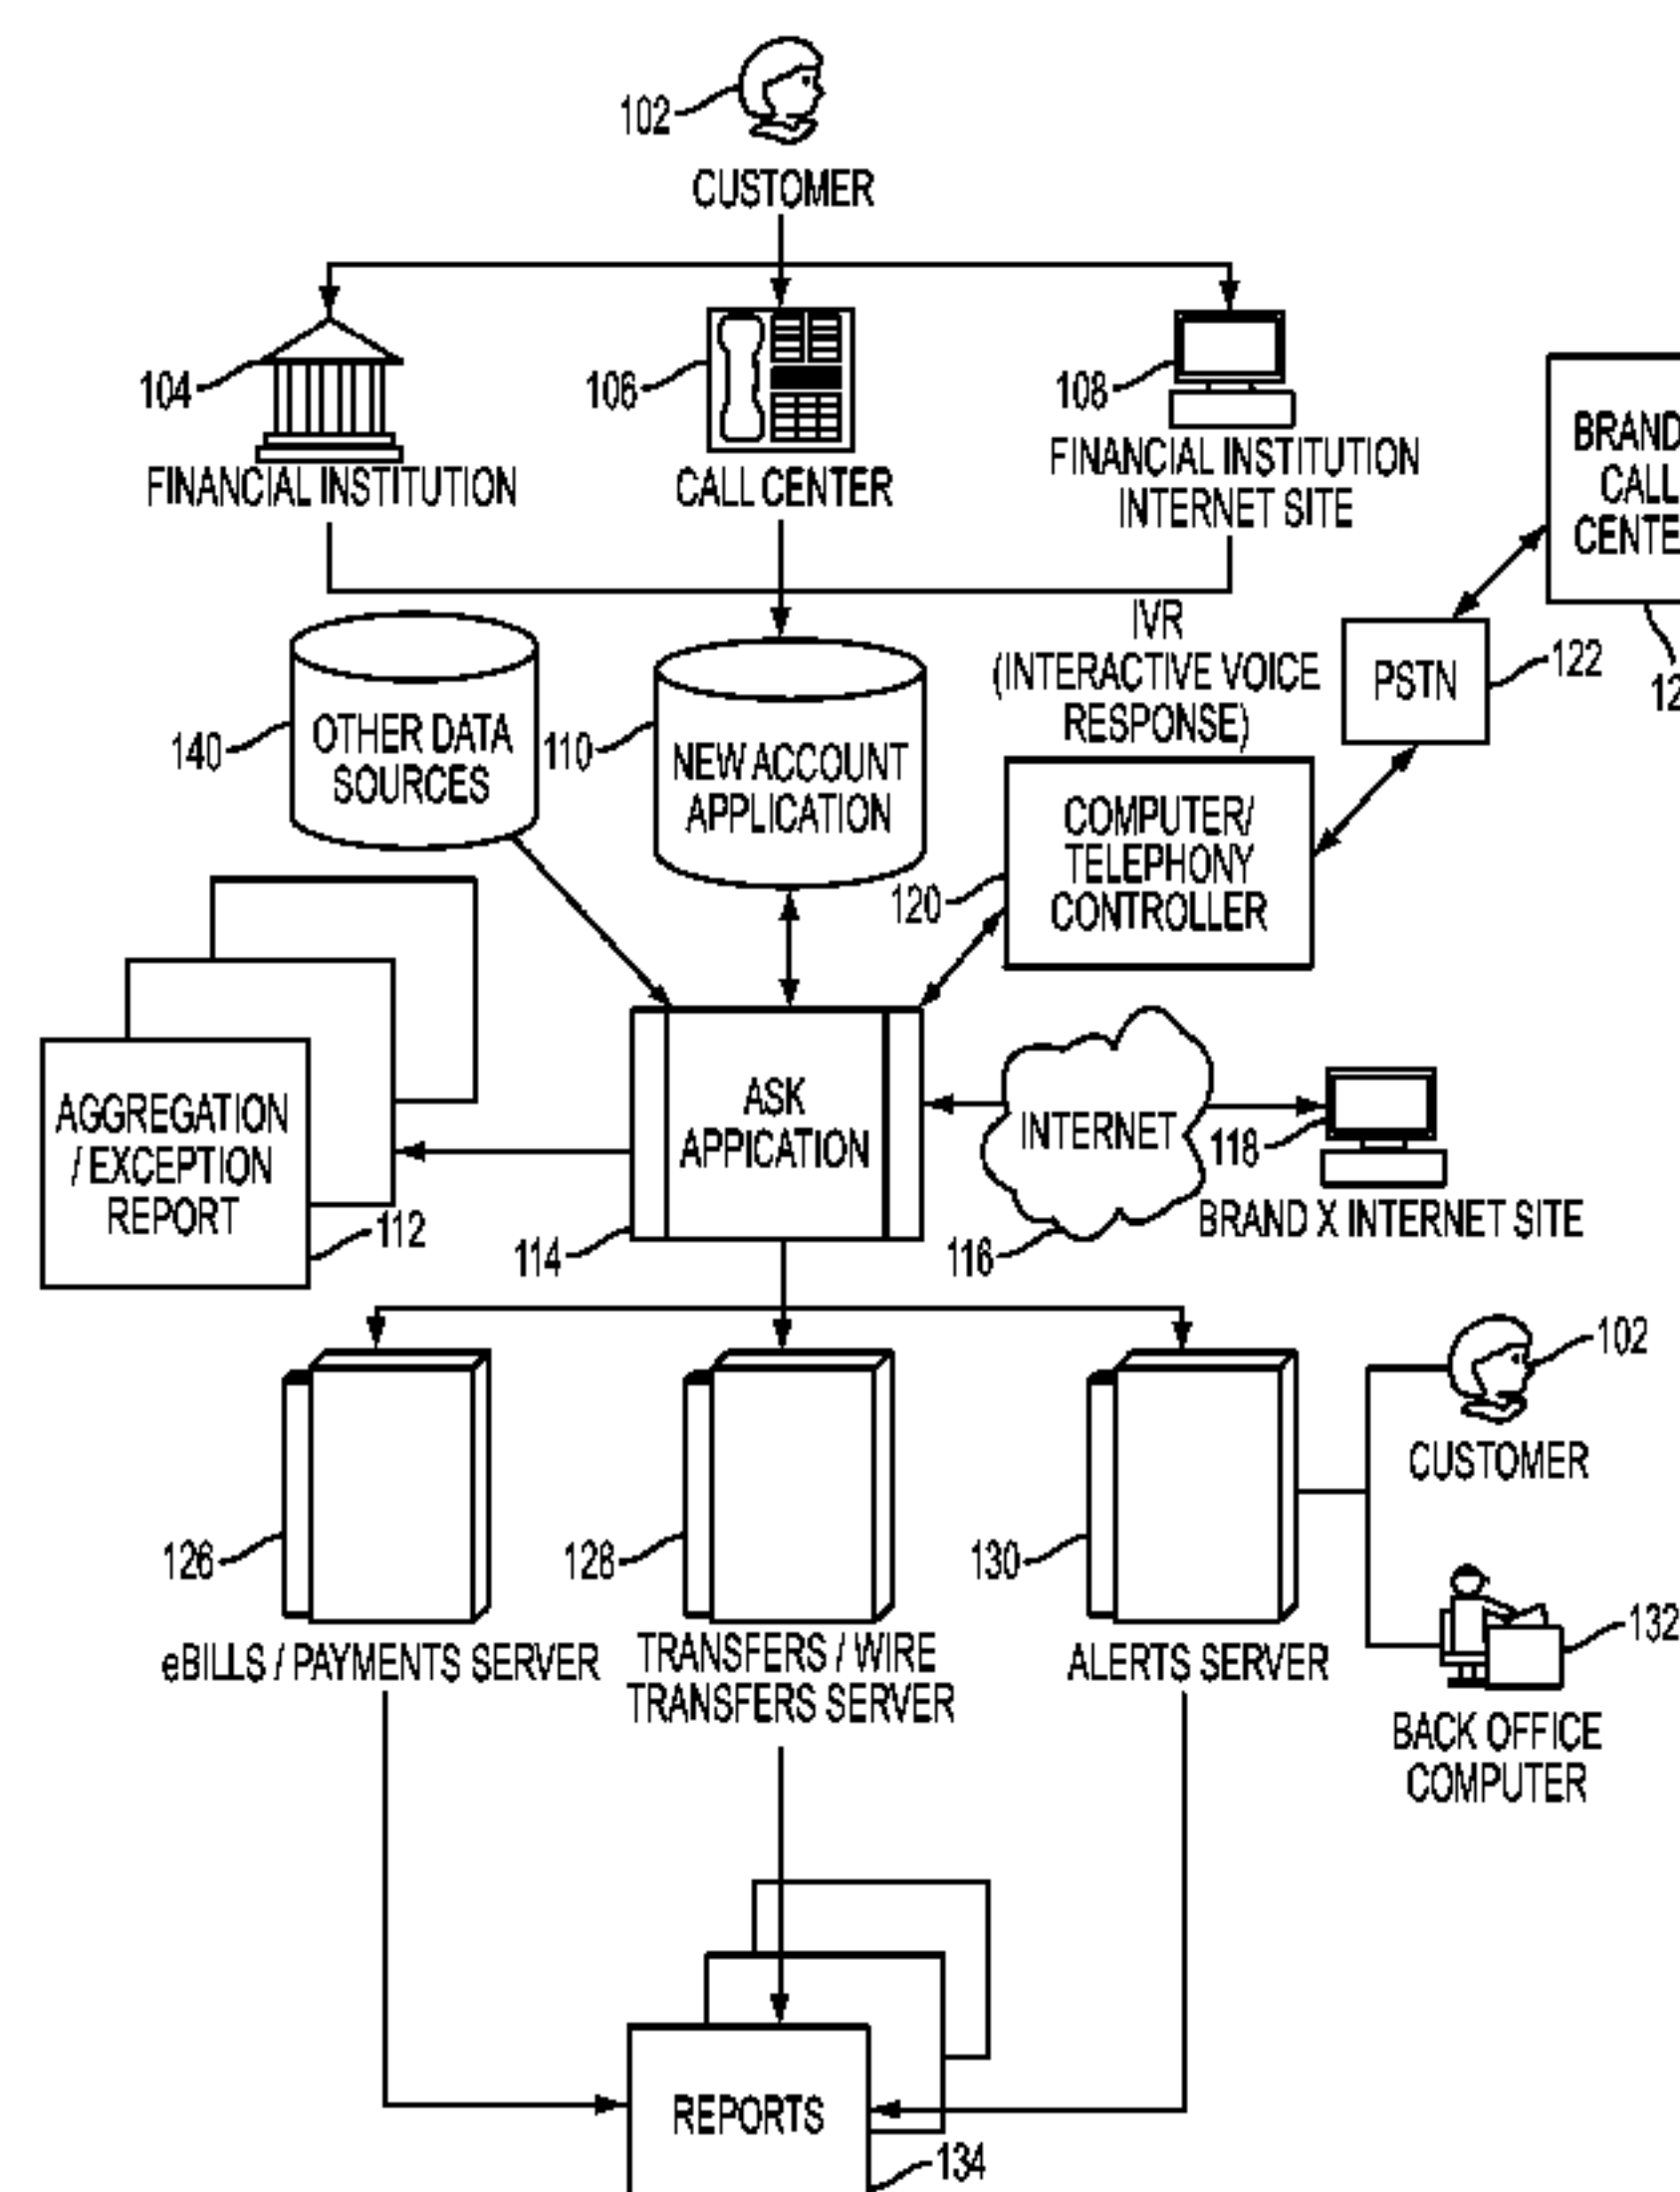 102
CUSTOMER
104
106
108
FINANCIAL INSTITUTION
CALL CENTER
FINANCIAL INSTITUTION
INTERNET SITE
BRAND
CALL
IVR
(INTERACTIVE VOICE
RESPONSE)
PSTN
122
140
OTHER DATA
SOURCES
110
NEW ACCOUNT
APPLICATION
COMPUTER/
TELEPHONY
CONTROLLER
120
AGGREGATION
/ EXCEPTION
REPORT
112
ASK
APPICATION
114
INTERNET
116
118
BRAND X INTERNET SITE
102
CUSTOMER
126
128
130
132
eBILLS / PAYMENTS SERVER
TRANSFERS / WIRE
TRANSFERS SERVER
ALERTS SERVER
BACK OFFICE
COMPUTER
REPORTS
134